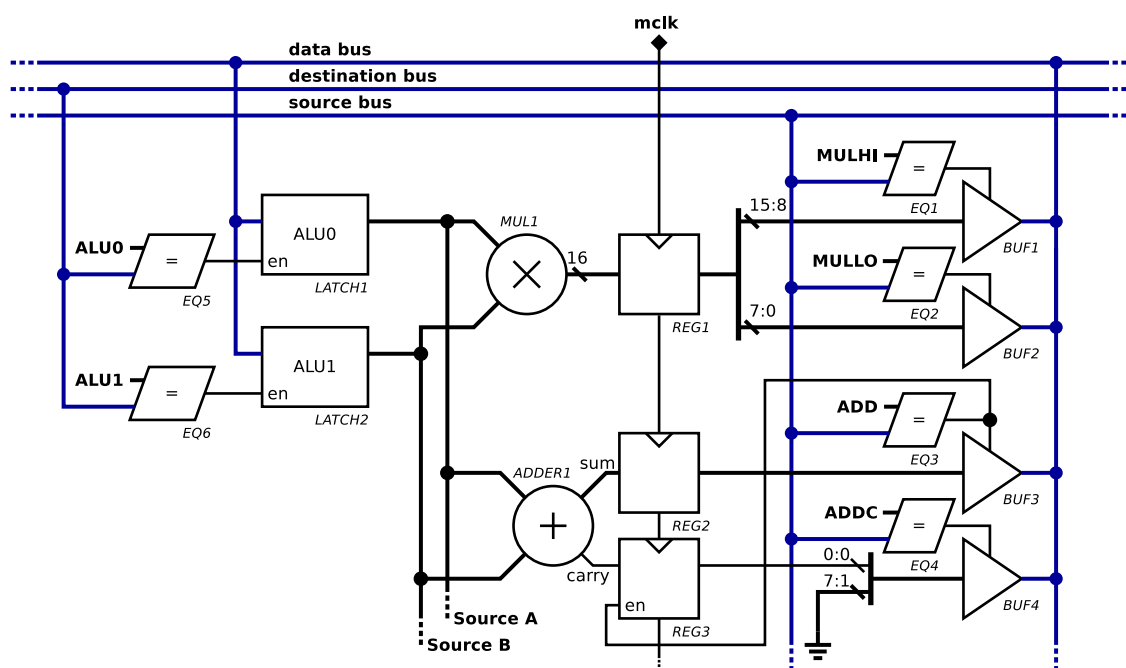 mclk
data bus
destination bus
source bus
MULHI
=
EQ1
15:8
BUF1
ALU0
MUL1
ALU0
=
en
EQ5
LATCH1
16
REG1
MULLO
=
EQ2
7:0
BUF2
ALU1
ALU1
=
en
EQ6
LATCH2
ADD
=
EQ3
BUF3
ADDER1
sum
REG2
ADDC
=
EQ4
0:0
7:1
BUF4
carry
en
REG3
Source A
Source B